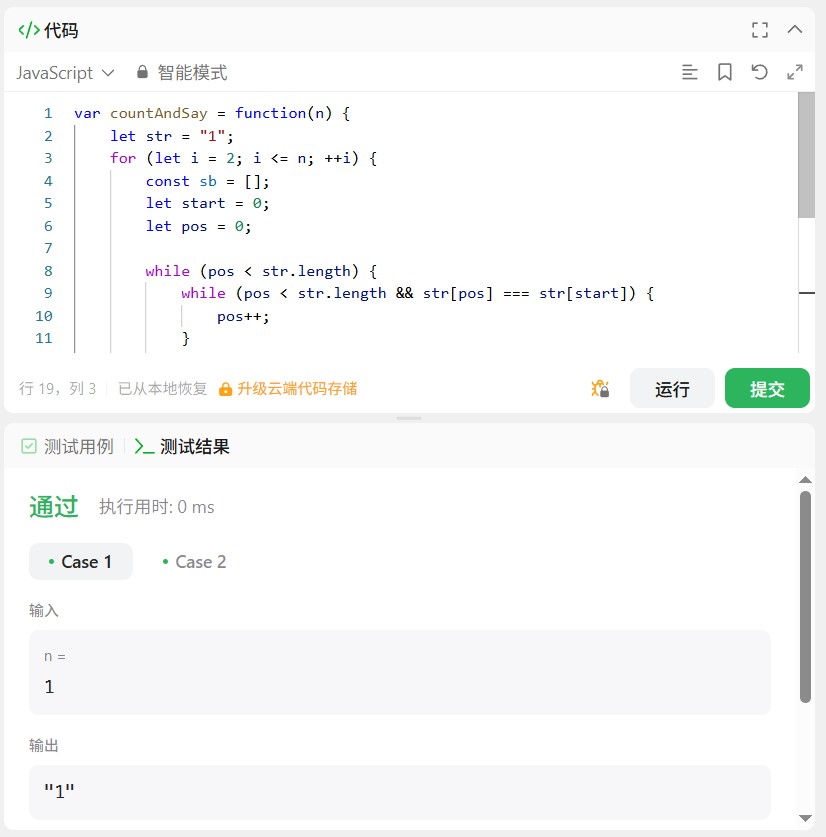 </> 代码
JavaScript 智能模式
1 var countAndSay = function(n) {
2 let str = "1";
3 for (let i = 2; i <= n; ++i) {
4 const sb = [];
5 let start = 0;
6 let pos = 0;
7
8 while (pos < str.length) {
9 while (pos < str.length && str[pos] === str[start]) {
10 pos++;
11 }
行 19，列 3 已从本地恢复 升级云端代码存储 运行 提交
测试用例 >_ 测试结果
通过 执行用时: 0 ms
• Case 1 • Case 2
输入
n =
1
输出
"1"